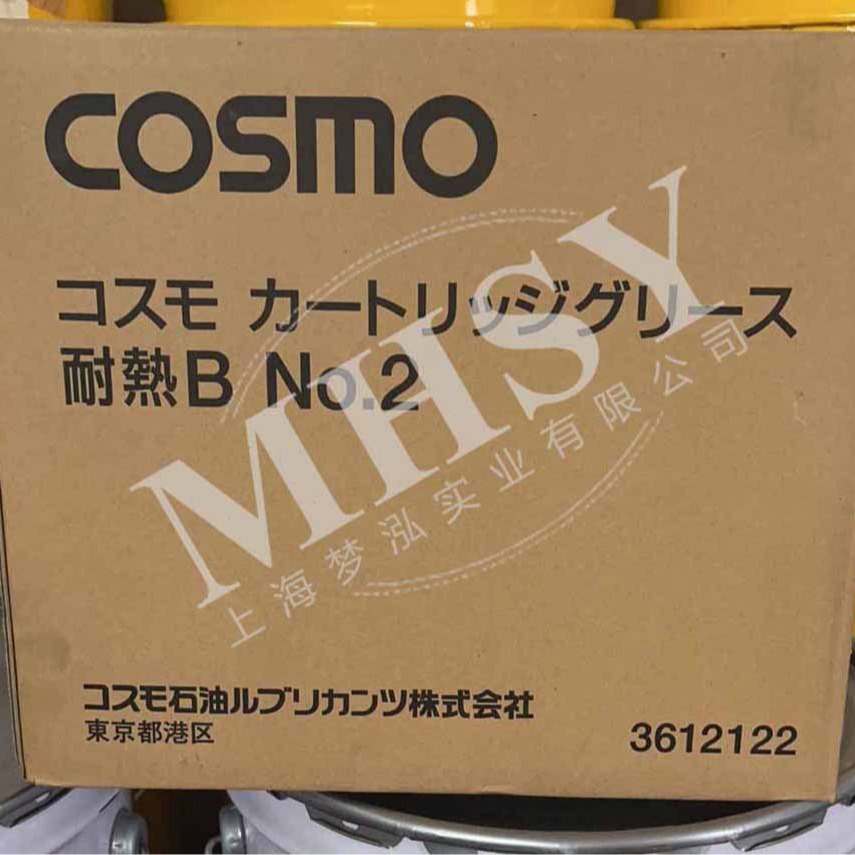 COSMO
コスモ カートリッジグリース
耐熱B No.2
MHSY
上海梦泓实业有限公司
コスモ石油ルブリカンツ株式会社
東京都港区
3612122